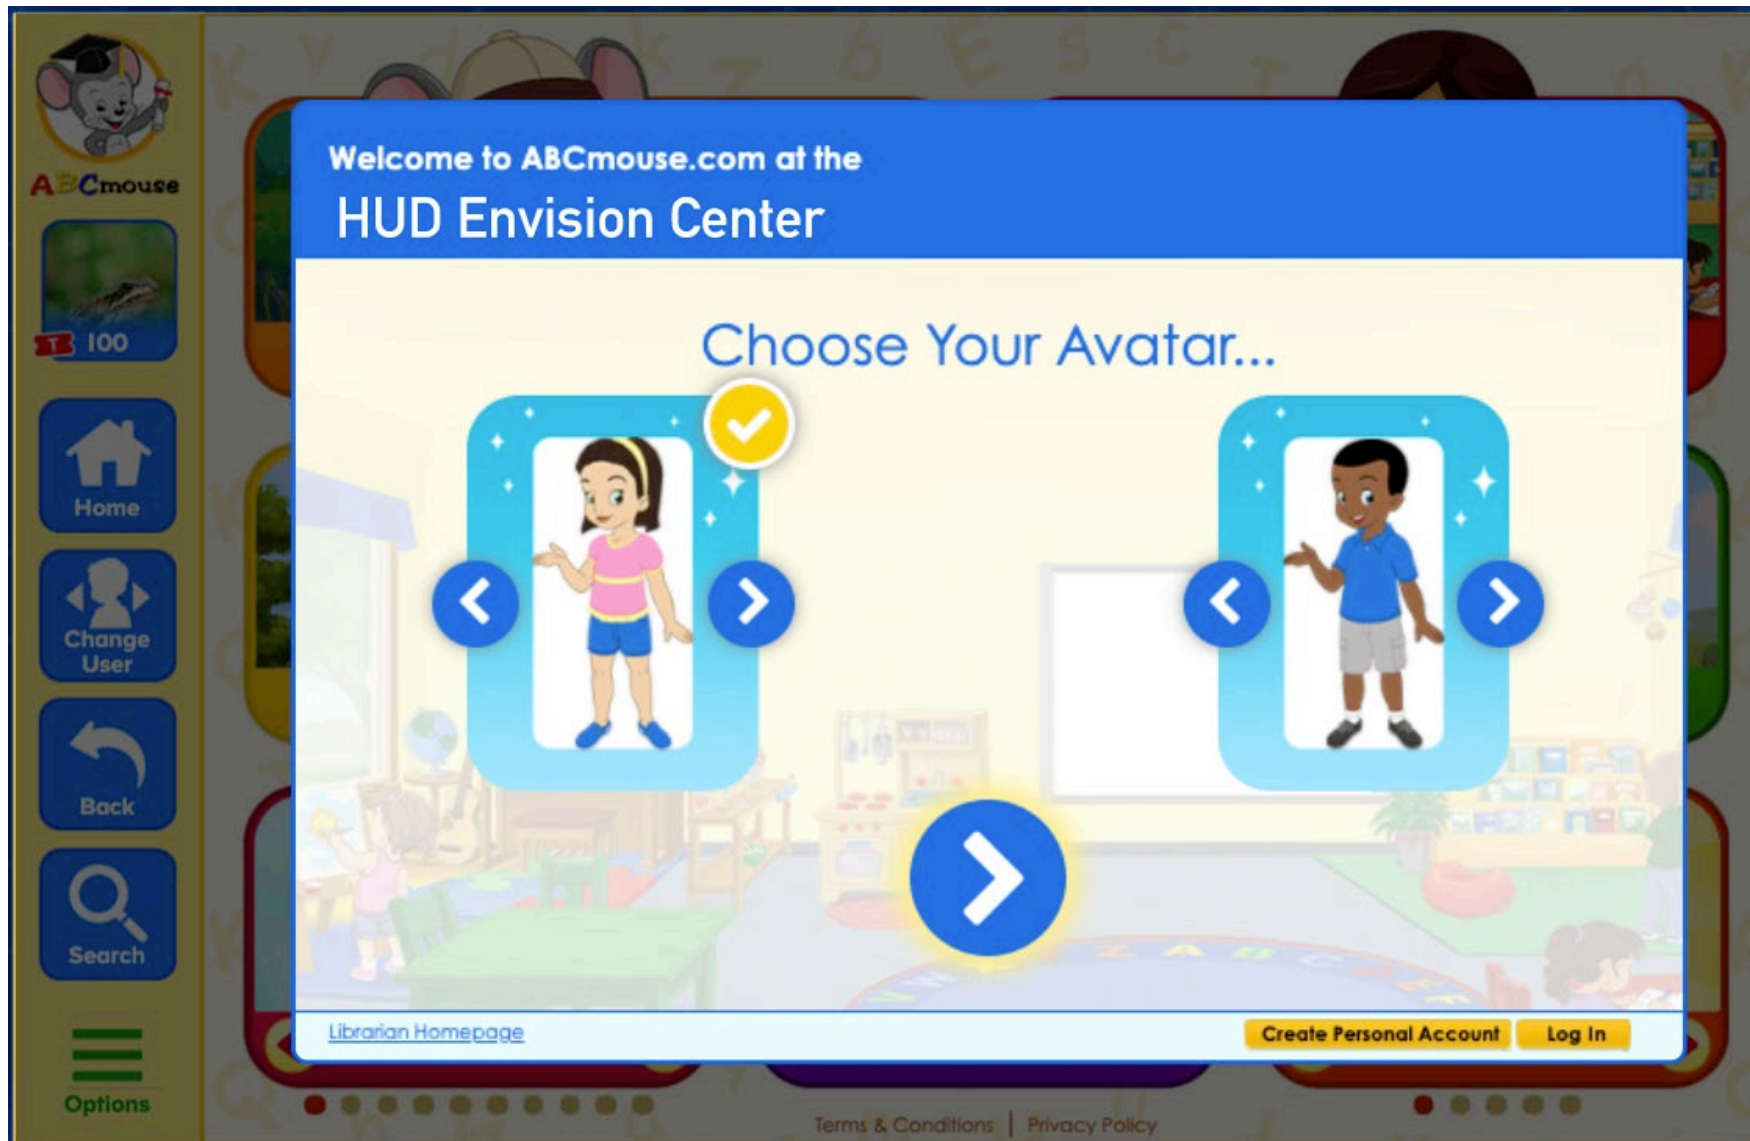 ABCmouse
100
Home
Change
User
Back
Search
Options
Welcome to ABCmouse.com at the
HUD Envision Center
Choose Your Avatar...
Librarian Homepage
Create Personal Account
Log In
Terms & Conditions | Privacy Policy